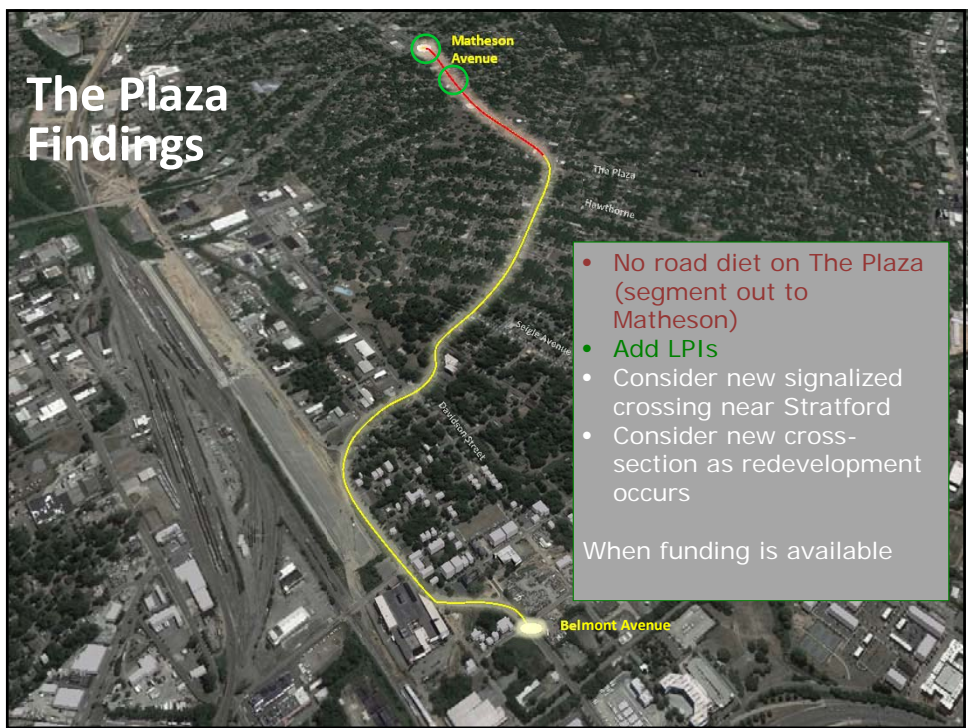 Matheson
Avenue
The Plaza
Findings
The Plaza
Hawthorne
• No road diet on The Plaza
(segment out to
Matheson)
• Add LPIs
• Consider new signalized
crossing near Stratford
• Consider new cross-
section as redevelopment
occurs
When funding is available
Seigle Avenue
Davidson Street
Belmont Avenue